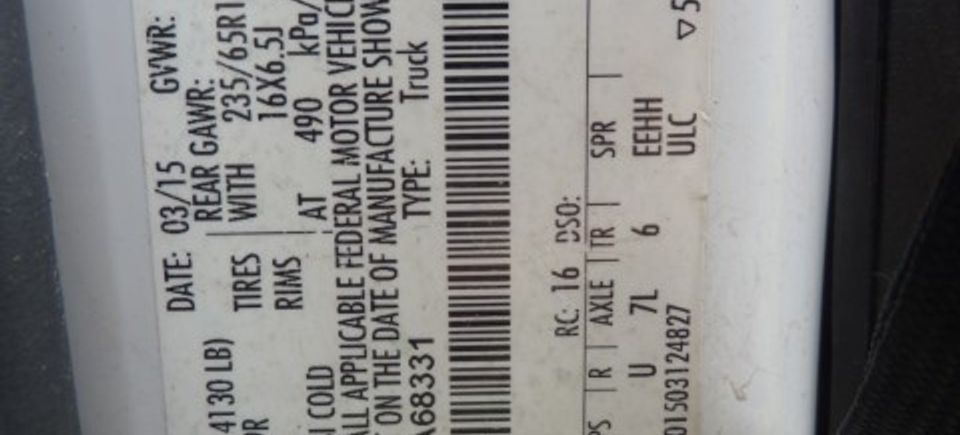 4130 LB) DATE: 03/15 GVWR:
REAR GAWR:
TIRES WITH 235/65R1
RIMS 16X6.5J
AT 490 kPa/
COLD
ALL APPLICABLE FEDERAL MOTOR VEHIC
ON THE DATE OF MANUFACTURE SHOW
A68331 TYPE: Truck
RC: 16 DSO:
PS | R | AXLE | TR | SPR |
U 7L 6 EEHH
01503124827 ULC ▽5